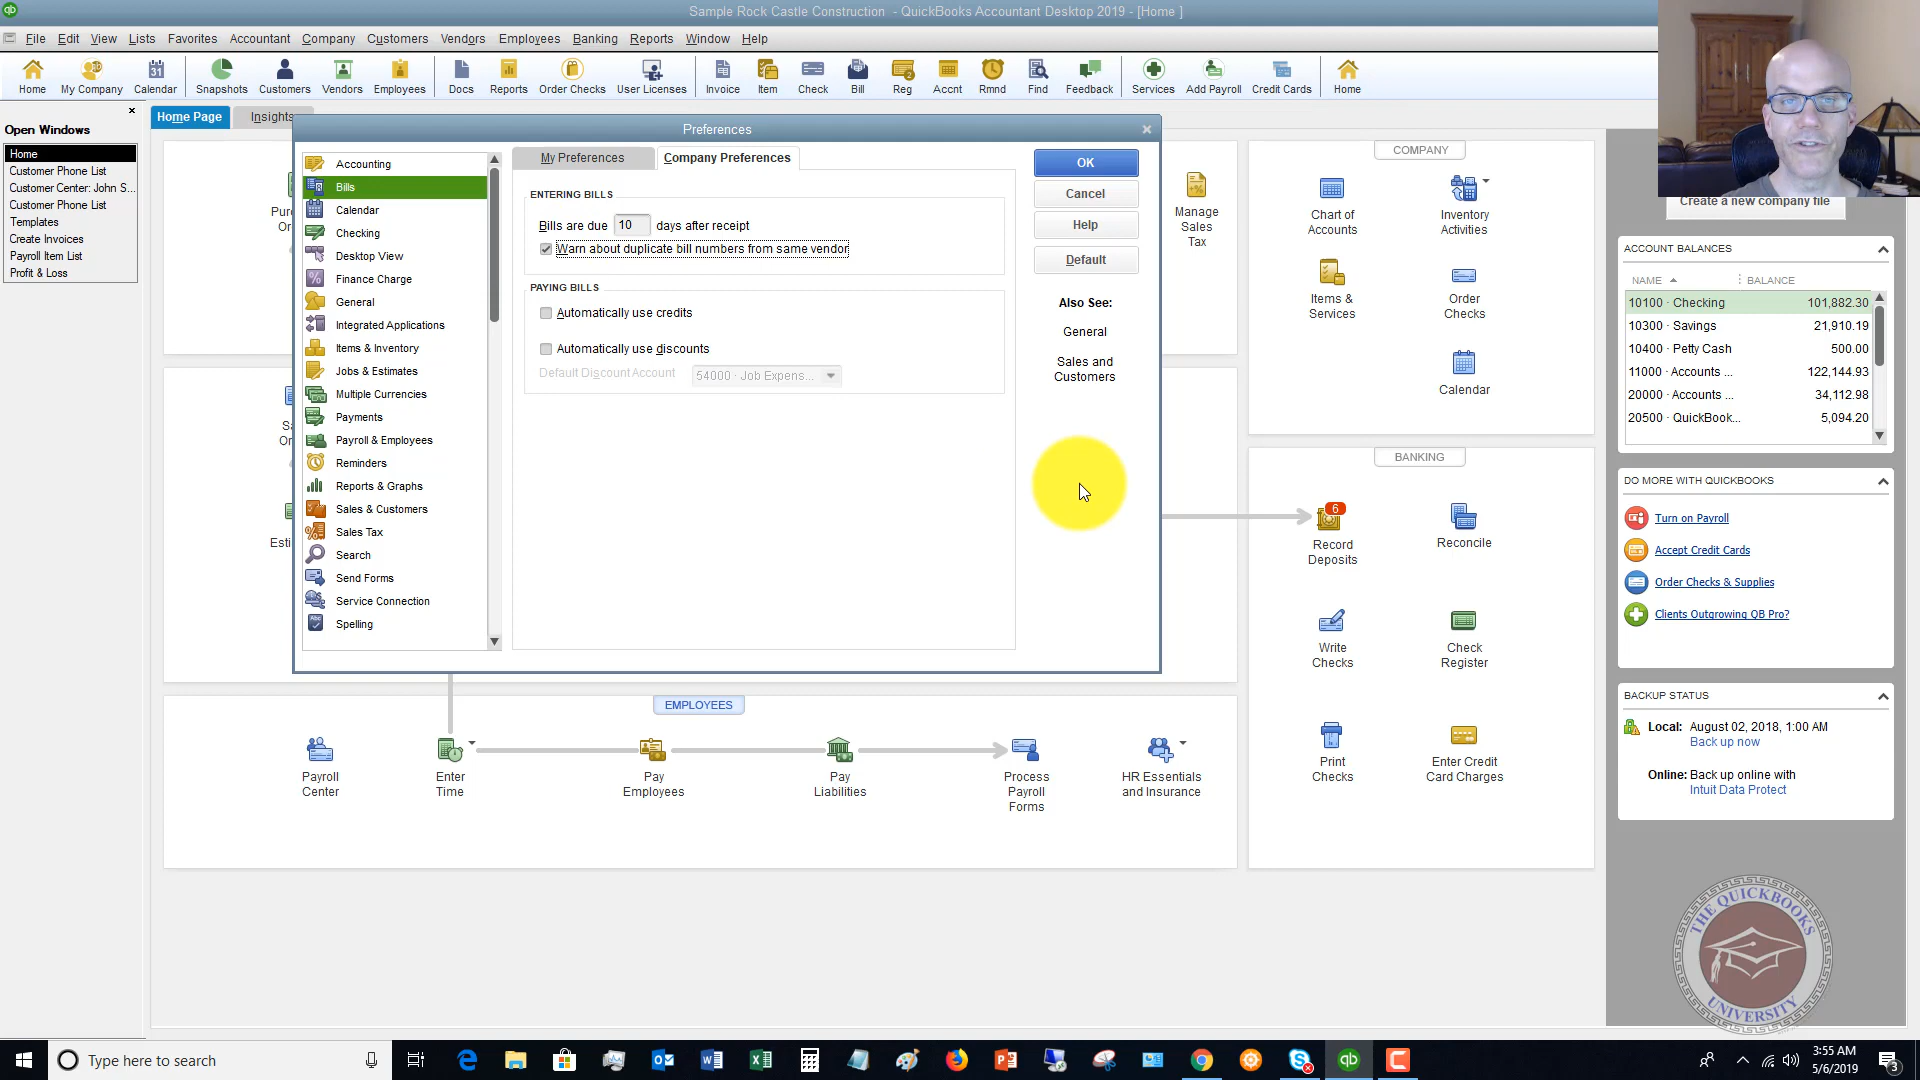 Sample Rock Castle Construction - QuickBooks Accountant Desktop 2019 - [Home ]
File Edit View Lists Favorites Accountant Company Customers Vendors Employees Banking Reports Window Help
Home My Company Calendar Snapshots Customers Vendors Employees Docs Reports Order Checks User Licenses Invoice Item Check Bill Reg Accnt Rmnd Find Feedback Services Add Payroll Credit Cards Home
Open Windows
Home
Customer Phone List
Customer Center: John S...
Customer Phone List
Templates
Create Invoices
Payroll Item List
Profit & Loss
Home Page
Insights
Preferences
Accounting
Bills
Calendar
Checking
Desktop View
Finance Charge
General
Integrated Applications
Items & Inventory
Jobs & Estimates
Multiple Currencies
Payments
Payroll & Employees
Reminders
Reports & Graphs
Sales & Customers
Sales Tax
Search
Send Forms
Service Connection
Spelling
My Preferences
Company Preferences
ENTERING BILLS
Bills are due 10 days after receipt
Warn about duplicate bill numbers from same vendor
PAYING BILLS
Automatically use credits
Automatically use discounts
Default Discount Account 54000 · Job Expens...
OK
Cancel
Help
Default
Also See:
General
Sales and
Customers
Manage
Sales
Tax
COMPANY
Chart of
Accounts
Inventory
Activities
Items &
Services
Order
Checks
Calendar
BANKING
6
Record
Deposits
Reconcile
Write
Checks
Check
Register
Print
Checks
Enter Credit
Card Charges
EMPLOYEES
Payroll
Center
Enter
Time
Pay
Employees
Pay
Liabilities
Process
Payroll
Forms
HR Essentials
and Insurance
Create a new company file
ACCOUNT BALANCES
NAME BALANCE
10100 · Checking 101,882.30
10300 · Savings 21,910.19
10400 · Petty Cash 500.00
11000 · Accounts ... 122,144.93
20000 · Accounts ... 34,112.98
20500 · QuickBook... 5,094.20
DO MORE WITH QUICKBOOKS
Turn on Payroll
Accept Credit Cards
Order Checks & Supplies
Clients Outgrowing QB Pro?
BACKUP STATUS
Local: August 02, 2018, 1:00 AM
Back up now
Online: Back up online with
Intuit Data Protect
THE QUICKBOOKS
UNIVERSITY
Type here to search
3:55 AM
5/6/2019
3